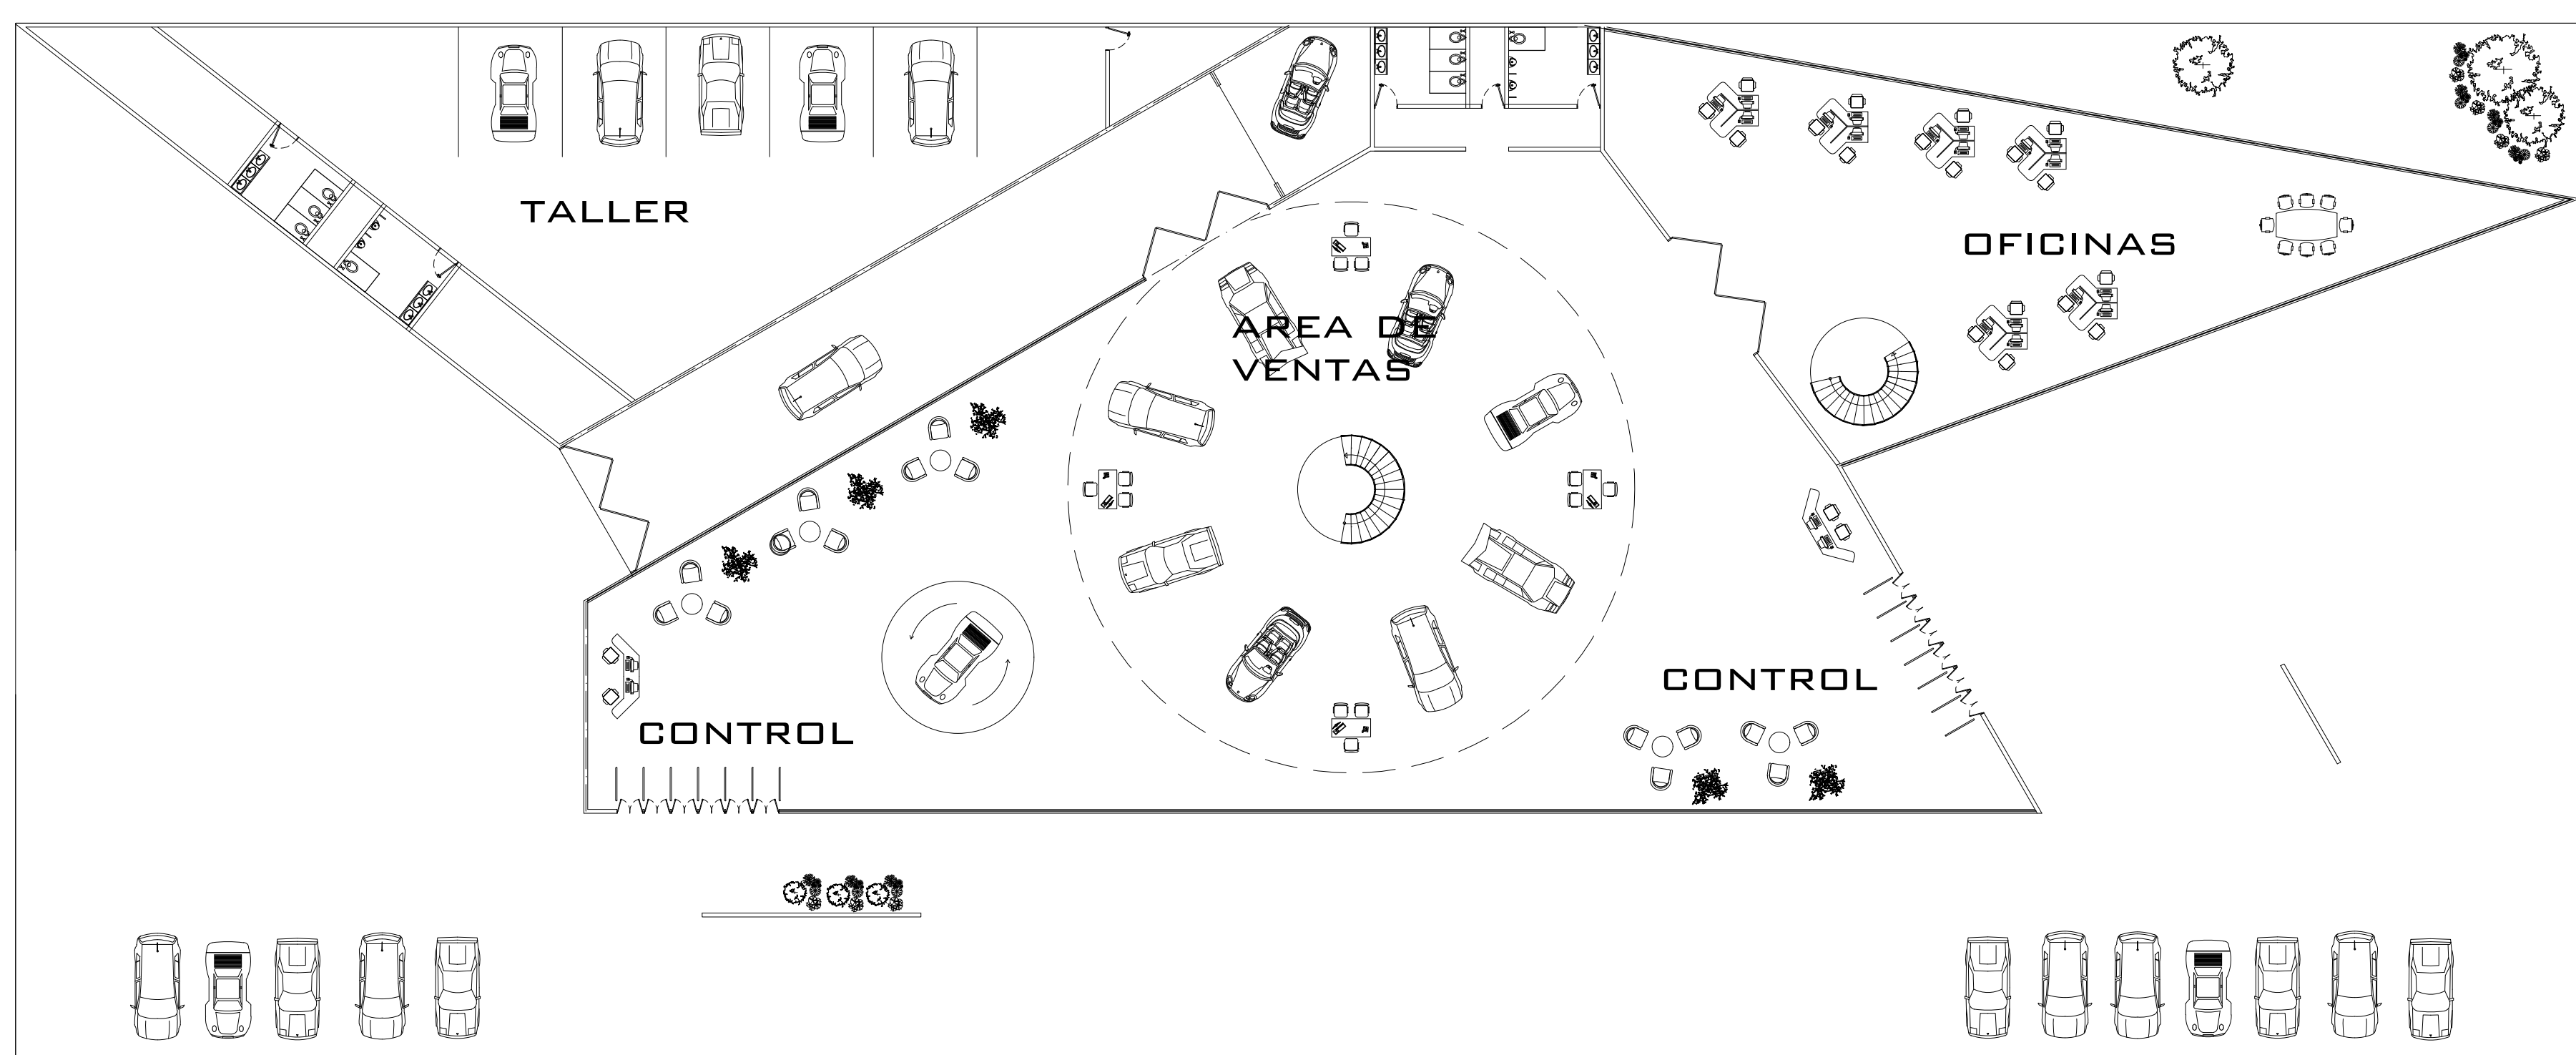 TALLER
OFICINAS
AREA DE
VENTAS
CONTROL
CONTROL